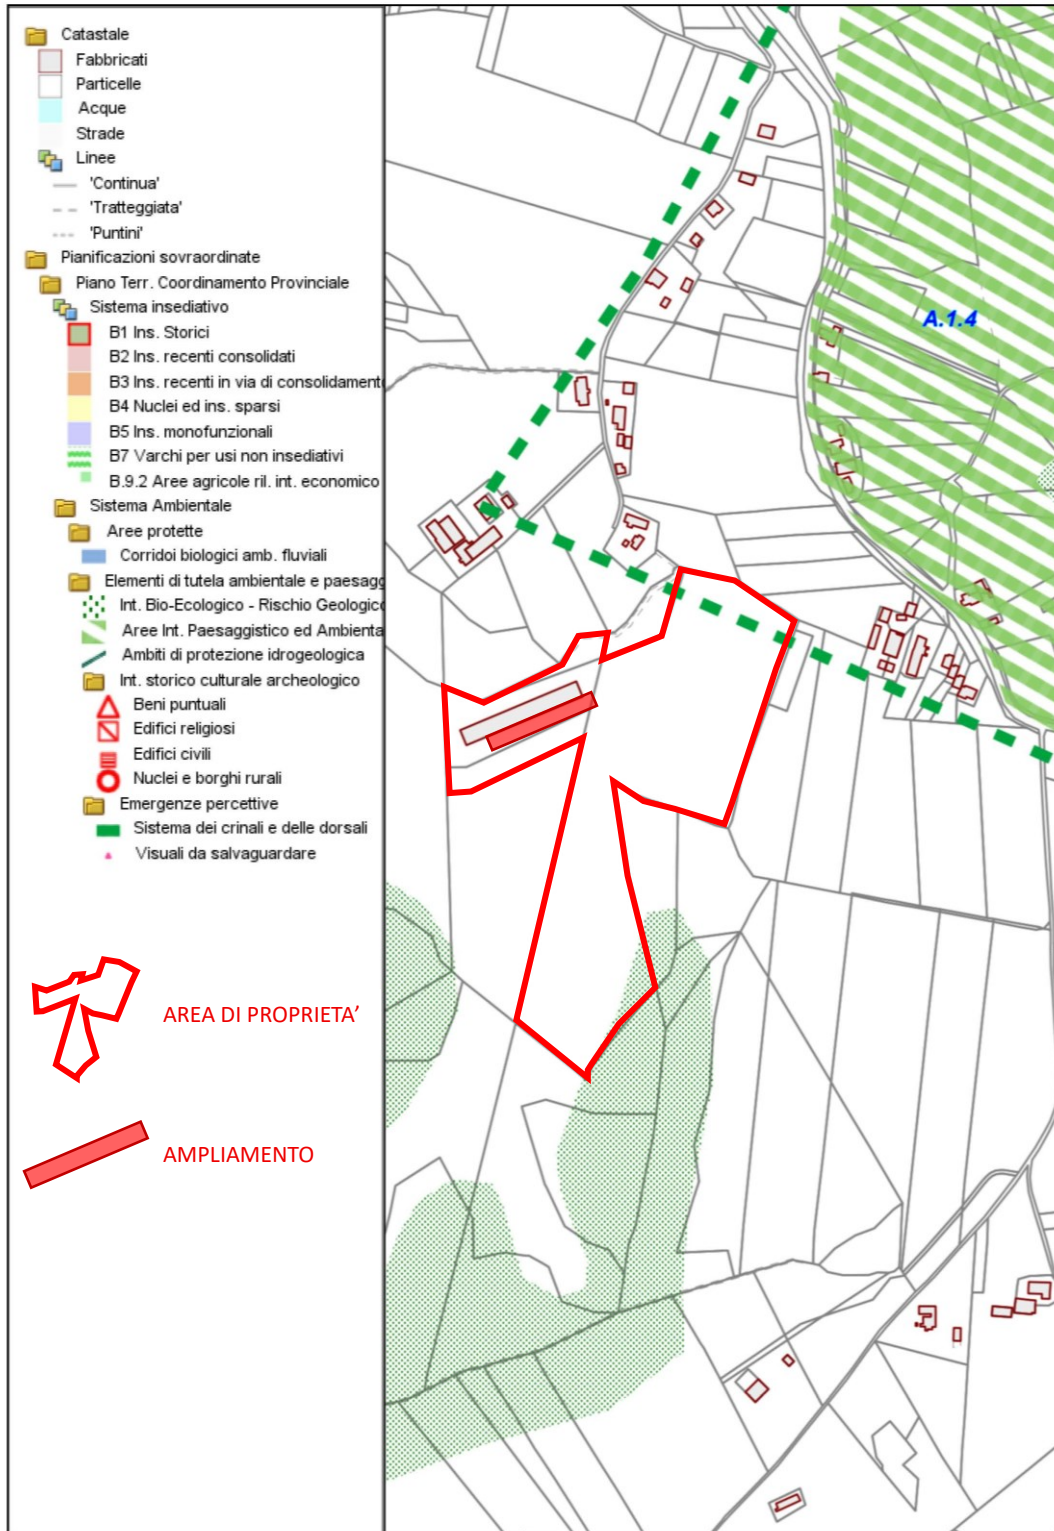 Catastale
Fabbricati
Particelle
Acque
Strade
Linee
'Continua'
'Tratteggiata'
'Puntini'
Pianificazioni sovraordinate
Piano Terr. Coordinamento Provinciale
Sistema insediativo
B1 Ins. Storici
B2 Ins. recenti consolidati
B3 Ins. recenti in via di consolidament
B4 Nuclei ed ins. sparsi
B5 Ins. monofunzionali
B7 Varchi per usi non insediativi
B.9.2 Aree agricole ril. int. economico
Sistema Ambientale
Aree protette
Corridoi biologici amb. fluviali
Elementi di tutela ambientale e paesagg
Int. Bio-Ecologico - Rischio Geologico
Aree Int. Paesaggistico ed Ambienta
Ambiti di protezione idrogeologica
Int. storico culturale archeologico
Beni puntuali
Edifici religiosi
Edifici civili
Nuclei e borghi rurali
Emergenze percettive
Sistema dei crinali e delle dorsali
Visuali da salvaguardare
AREA DI PROPRIETA'
AMPLIAMENTO
A.1.4